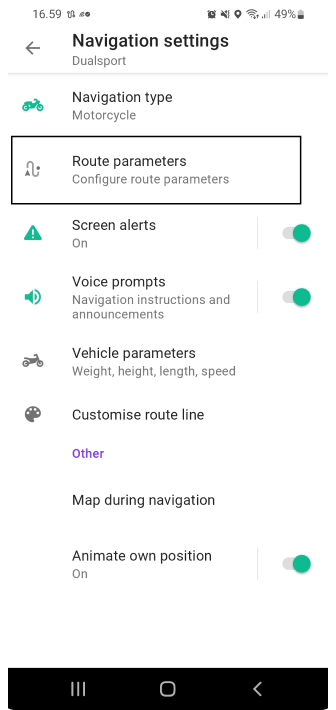 16.59
49%
Navigation settings
Dualsport
Navigation type
Motorcycle
Route parameters
Configure route parameters
Screen alerts
On
Voice prompts
Navigation instructions and
announcements
Vehicle parameters
Weight, height, length, speed
Customise route line
Other
Map during navigation
Animate own position
On